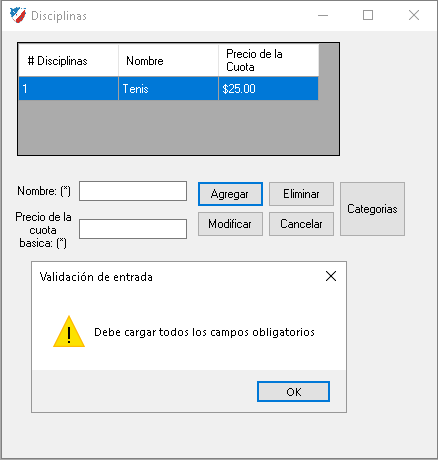 Disciplinas
# Disciplinas Nombre Precio de la Cuota
1 Tenis $25.00
Nombre: (*)
Agregar Eliminar
Categorias
Precio de la
cuota
basica: (*)
Modificar Cancelar
Validación de entrada
Debe cargar todos los campos obligatorios
OK